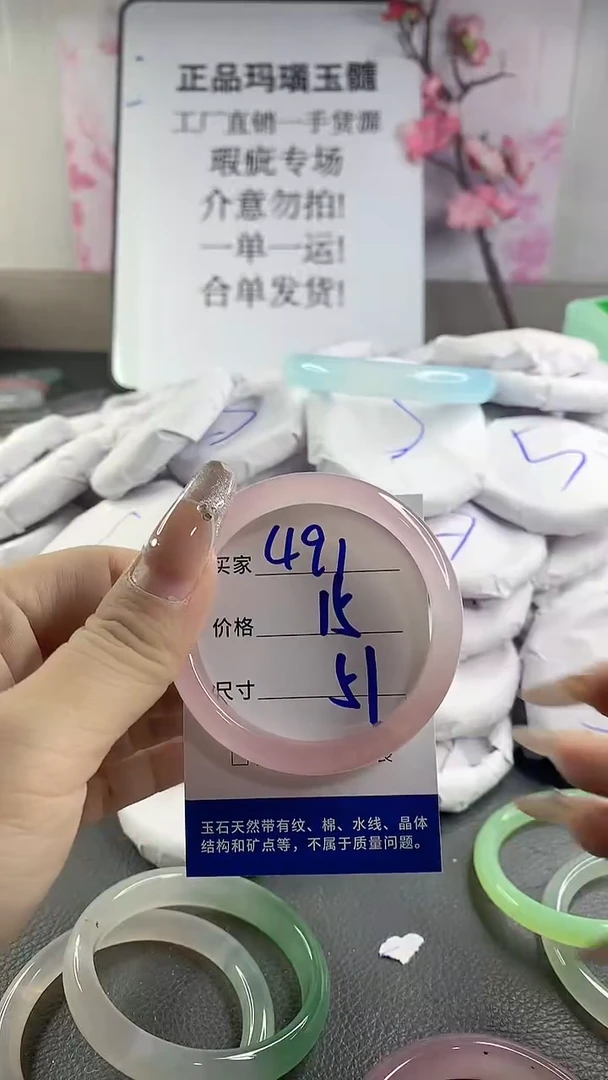 正品玛瑙玉髓
工厂直销一手货源
瑕疵专场
介意勿拍!
一单一运!
合单发货!
买家 491
价格 15
尺寸 51
玉石天然带有纹、棉、水线、晶体
结构和矿点等，不属于质量问题。